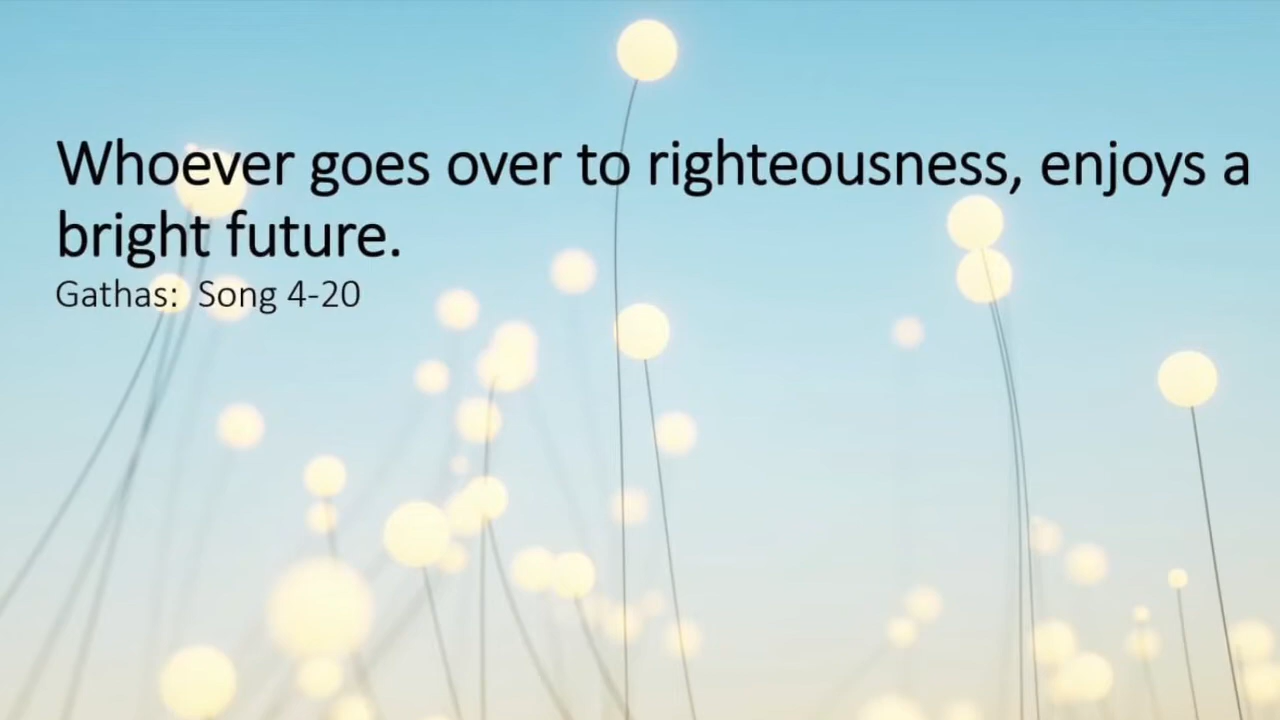 Whoever goes over to righteousness, enjoys a
bright future.
Gathas:  Song 4-20